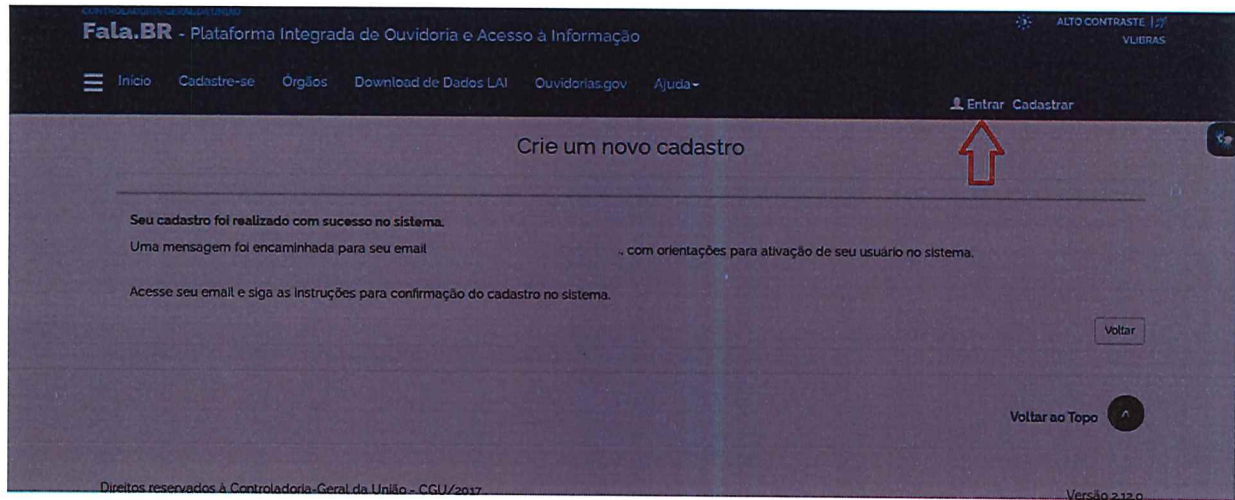 CONTROLADORIA-GERAL DA UNIÃO
Fala.BR - Plataforma Integrada de Ouvidoria e Acesso à Informação
ALTO CONTRASTE
VLIBRAS
Início Cadastre-se Órgãos Download de Dados LAI Ouvidorias.gov Ajuda
Entrar Cadastrar
Crie um novo cadastro
Seu cadastro foi realizado com sucesso no sistema.
Uma mensagem foi encaminhada para seu email ., com orientações para ativação de seu usuário no sistema.
Acesse seu email e siga as instruções para confirmação do cadastro no sistema.
Voltar
Voltar ao Topo
Direitos reservados à Controladoria-Geral da União - CGU/2017
Versão 2.12.0